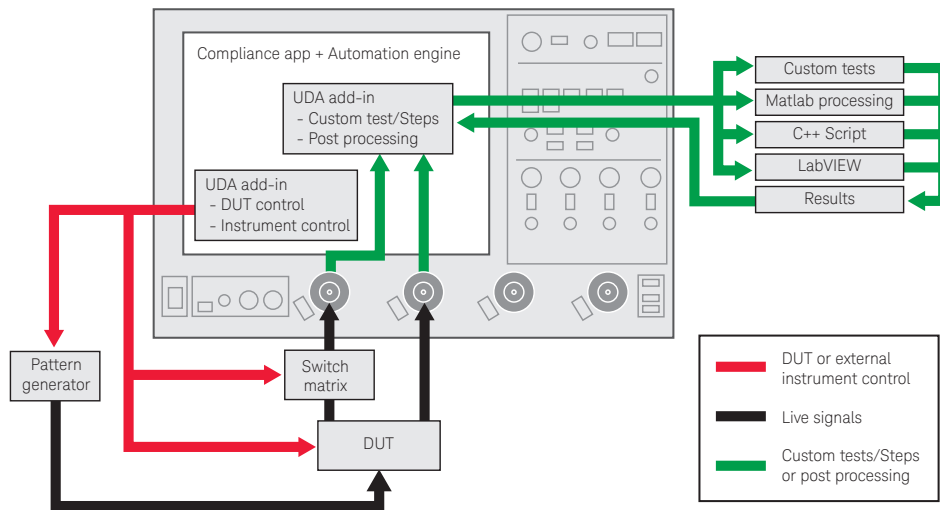 Compliance app + Automation engine
UDA add-in
- Custom test/Steps
- Post processing
UDA add-in
- DUT control
- Instrument control
Custom tests
Matlab processing
C++ Script
LabVIEW
Results
Pattern
generator
Switch
matrix
DUT
DUT or external
instrument control
Live signals
Custom tests/Steps
or post processing